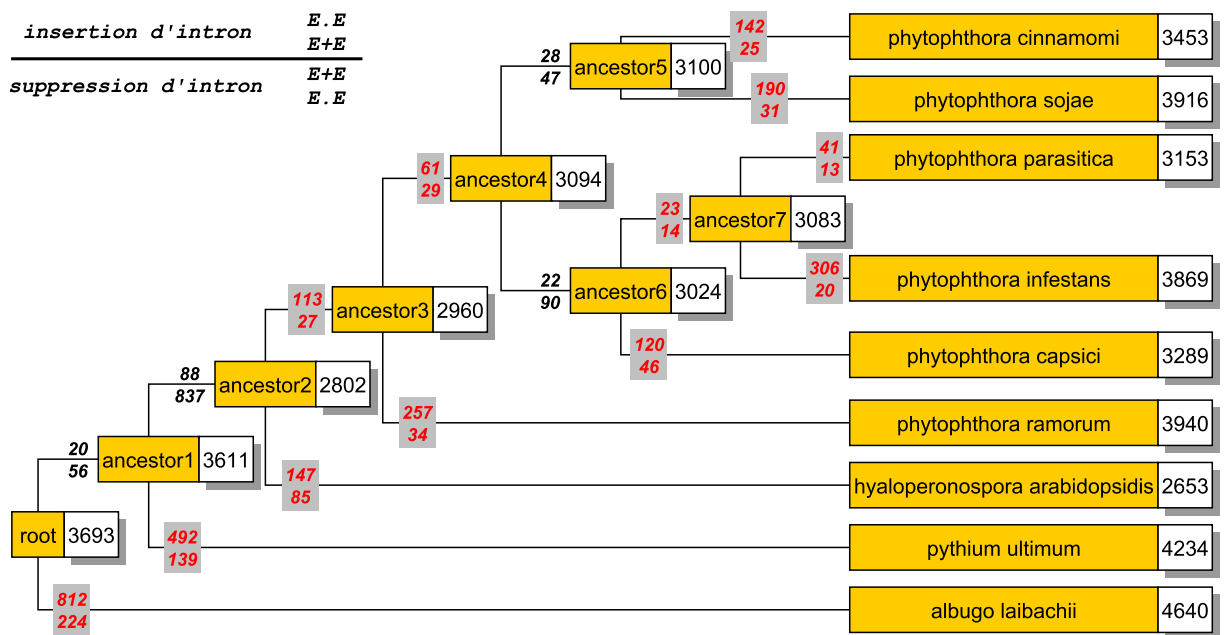 insertion d'intron
E.E
E+E
suppression d'intron
E+E
E.E
142
25
phytophthora cinnamomi 3453
28
47
ancestor5 3100
190
31
phytophthora sojae 3916
41
13
phytophthora parasitica 3153
61
29
ancestor4 3094
23
14
ancestor7 3083
306
20
phytophthora infestans 3869
22
90
ancestor6 3024
113
27
ancestor3 2960
120
46
phytophthora capsici 3289
88
837
ancestor2 2802
257
34
phytophthora ramorum 3940
20
56
ancestor1 3611
147
85
hyaloperonospora arabidopsidis 2653
root 3693
492
139
pythium ultimum 4234
812
224
albugo laibachii 4640